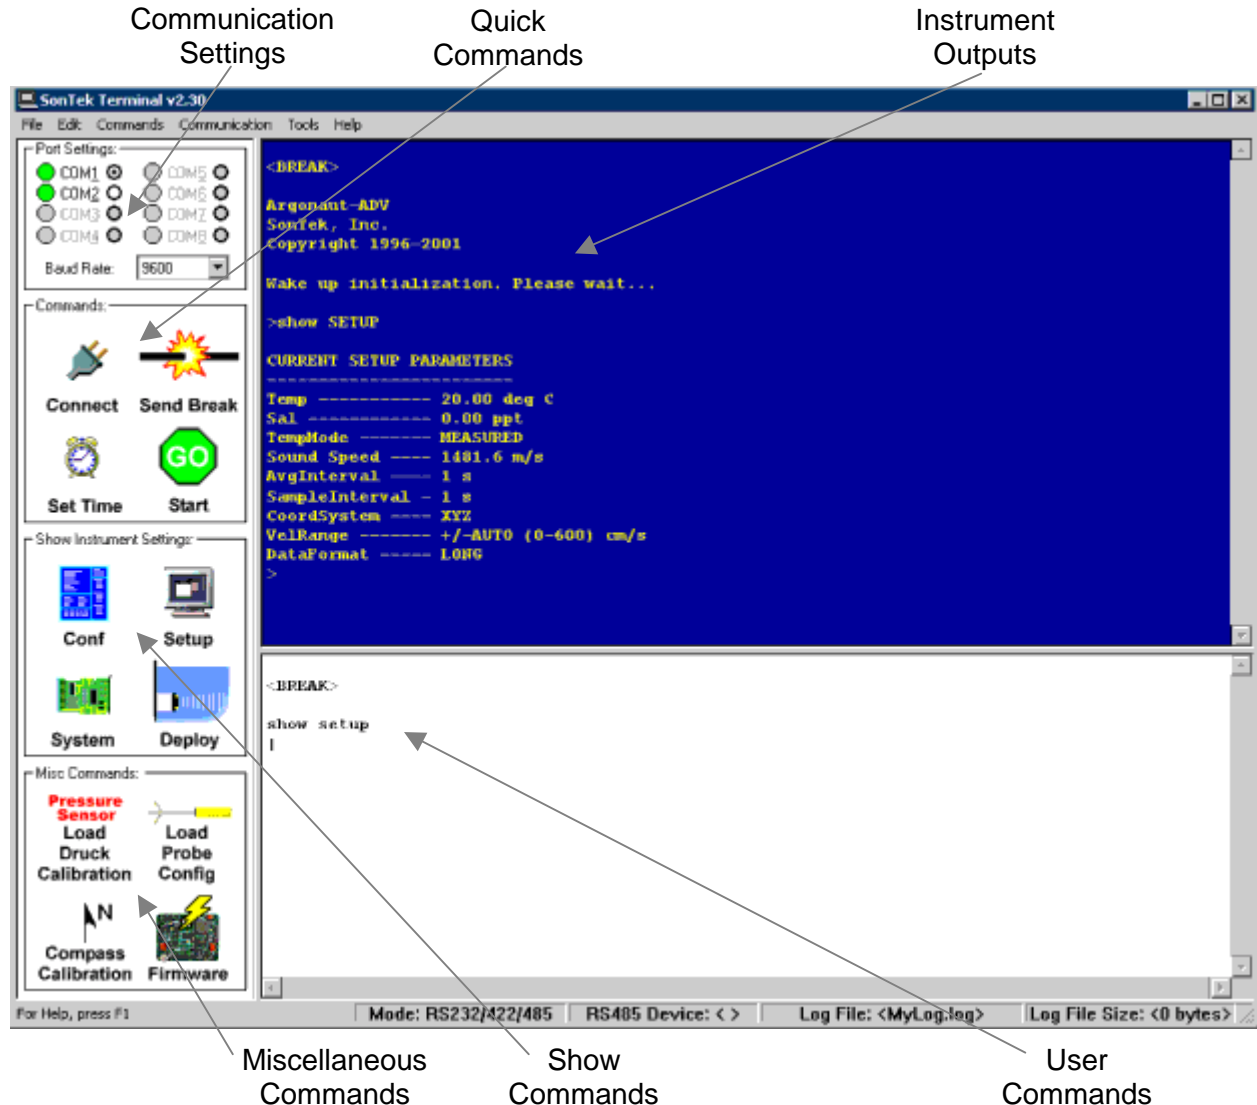 Communication
Settings
Quick
Commands
Instrument
Outputs
SonTek Terminal v2.30
File Edit Commands Communication Tools Help
Port Settings:
COM1 COM5
COM2 COM6
COM3 COM7
COM4 COM8
Baud Rate: 9600
Commands:
Connect Send Break
GO
Set Time Start
Show Instrument Settings:
Conf Setup
System Deploy
Misc Commands:
Pressure
Sensor
Load
Druck
Calibration
Load
Probe
Config
N
Compass
Calibration
Firmware
<BREAK>
Argonaut-ADV
SonTek, Inc.
Copyright 1996-2001
Wake up initialization. Please wait...
>show SETUP
CURRENT SETUP PARAMETERS
------------------------
Temp ----------- 20.00 deg C
Sal ------------ 0.00 ppt
TempMode ------- MEASURED
Sound Speed ---- 1481.6 m/s
AvgInterval ---- 1 s
SampleInterval - 1 s
CoordSystem ---- XYZ
VelRange ------- +/-AUTO (0-600) cm/s
DataFormat ----- LONG
>
<BREAK>
show setup
For Help, press F1
Mode: RS232/422/485 RS485 Device: < > Log File: <MyLog.log> Log File Size: <0 bytes>
Miscellaneous
Commands
Show
Commands
User
Commands